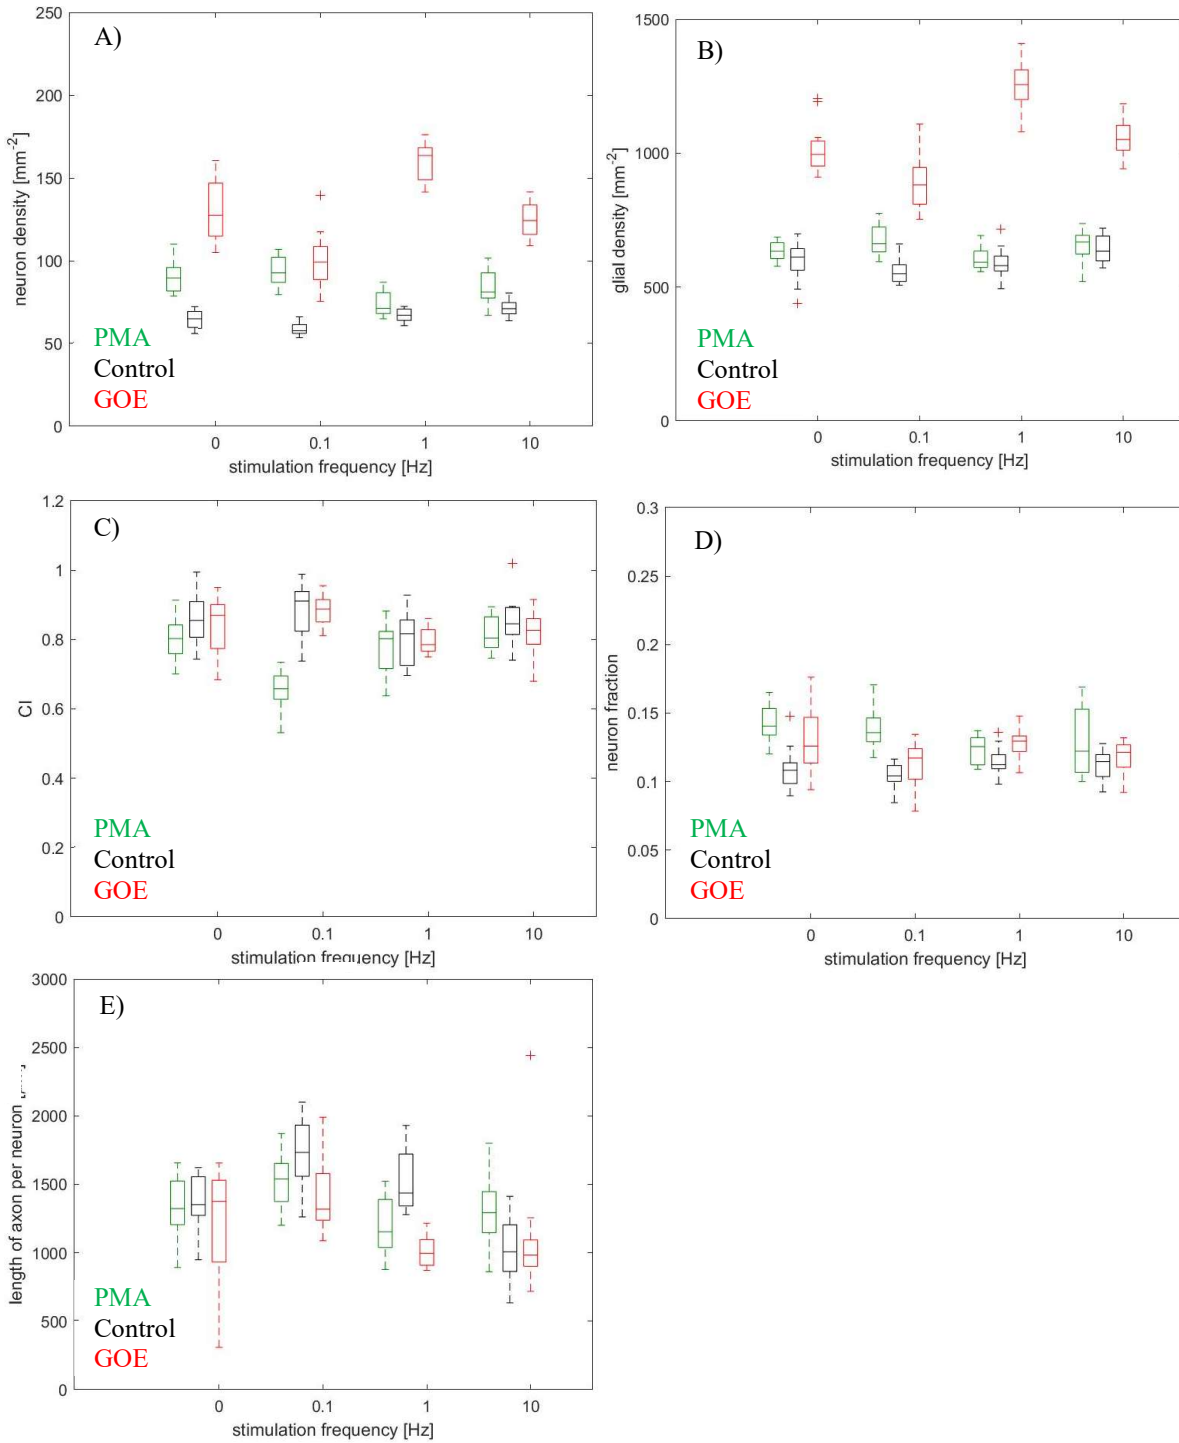 A)
250
200
150
100
50
0
neuron density [mm-2]
PMA
Control
GOE
0 0.1 1 10
stimulation frequency [Hz]
B)
1500
1000
500
0
glial density [mm-2]
PMA
Control
GOE
0 0.1 1 10
stimulation frequency [Hz]
C)
1.2
1
0.8
0.6
0.4
0.2
0
CI
PMA
Control
GOE
0 0.1 1 10
stimulation frequency [Hz]
D)
0.3
0.25
0.2
0.15
0.1
0.05
0
neuron fraction
PMA
Control
GOE
0 0.1 1 10
stimulation frequency [Hz]
E)
3000
2500
2000
1500
1000
500
0
length of axon per neuron
PMA
Control
GOE
0 0.1 1 10
stimulation frequency [Hz]